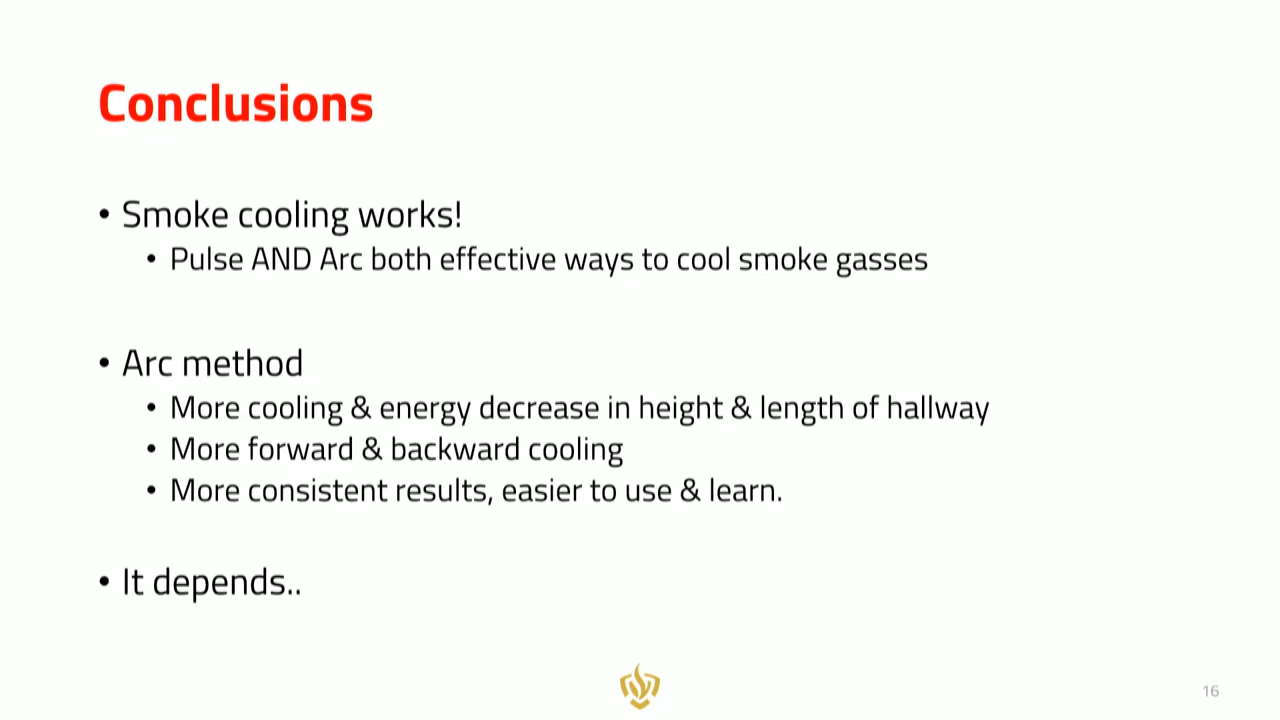 Conclusions
• Smoke cooling works!
• Pulse AND Arc both effective ways to cool smoke gasses
• Arc method
• More cooling & energy decrease in height & length of hallway
• More forward & backward cooling
• More consistent results, easier to use & learn.
• It depends..
16